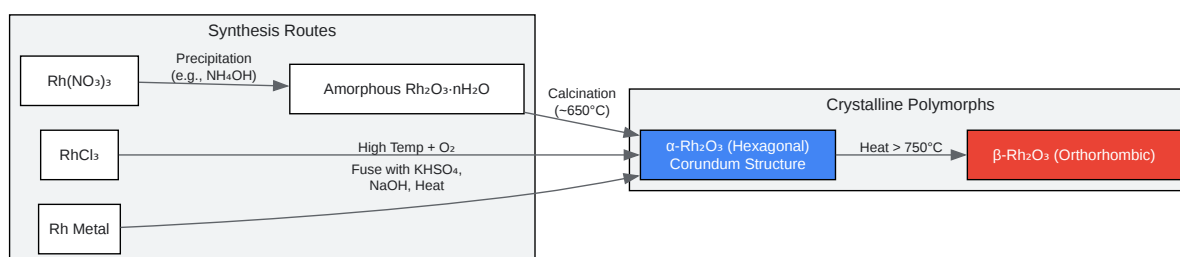 Synthesis Routes
Rh(NO₃)₃
Precipitation
(e.g., NH₄OH)
Amorphous Rh₂O₃·nH₂O
Calcination
(~650°C)
RhCl₃
High Temp + O₂
Fuse with KHSO₄,
NaOH, Heat
Rh Metal
Crystalline Polymorphs
α-Rh₂O₃ (Hexagonal)
Corundum Structure
Heat > 750°C
β-Rh₂O₃ (Orthorhombic)